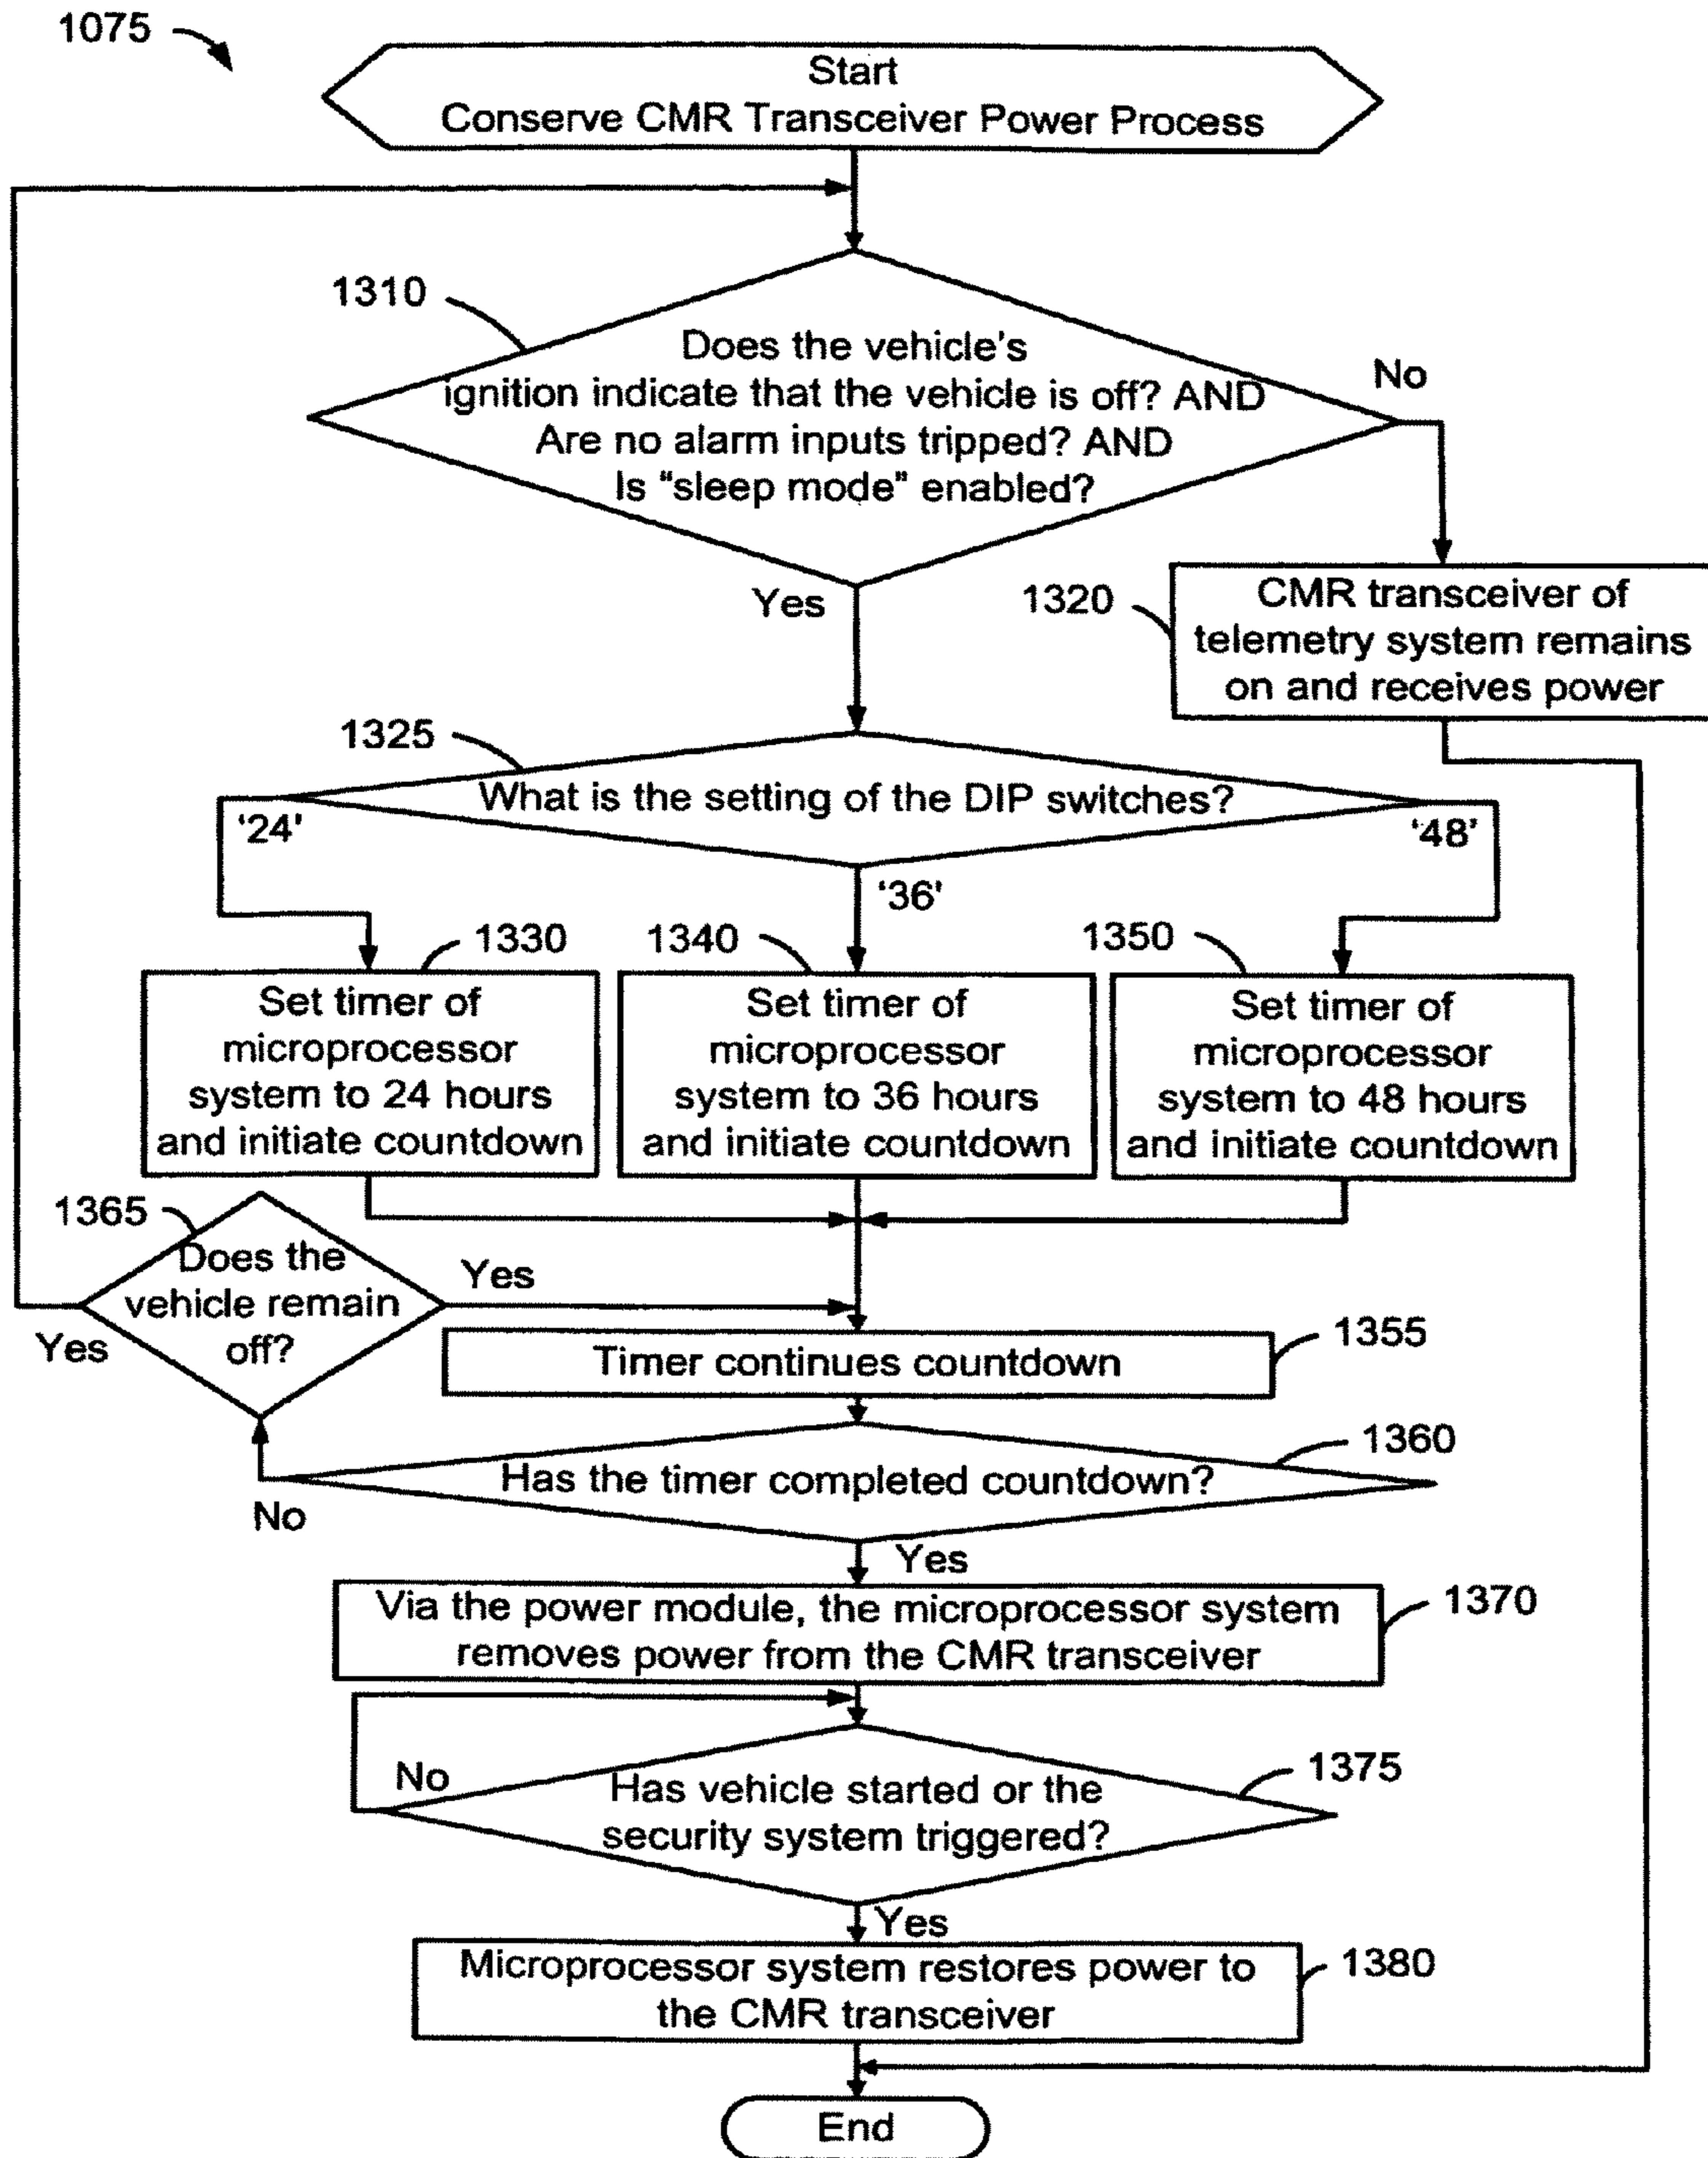 1075
Start
Conserve CMR Transceiver Power Process
1310
Does the vehicle's
ignition indicate that the vehicle is off? AND
Are no alarm inputs tripped? AND
Is “sleep mode” enabled?
No
Yes
1320
CMR transceiver of
telemetry system remains
on and receives power
1325
What is the setting of the DIP switches?
‘24’
‘36’
‘48’
1330
Set timer of
microprocessor
system to 24 hours
and initiate countdown
1340
Set timer of
microprocessor
system to 36 hours
and initiate countdown
1350
Set timer of
microprocessor
system to 48 hours
and initiate countdown
1365
Does the
vehicle remain
off?
Yes
Yes
1355
Timer continues countdown
1360
Has the timer completed countdown?
No
Yes
1370
Via the power module, the microprocessor system
removes power from the CMR transceiver
1375
No
Has vehicle started or the
security system triggered?
Yes
1380
Microprocessor system restores power to
the CMR transceiver
End